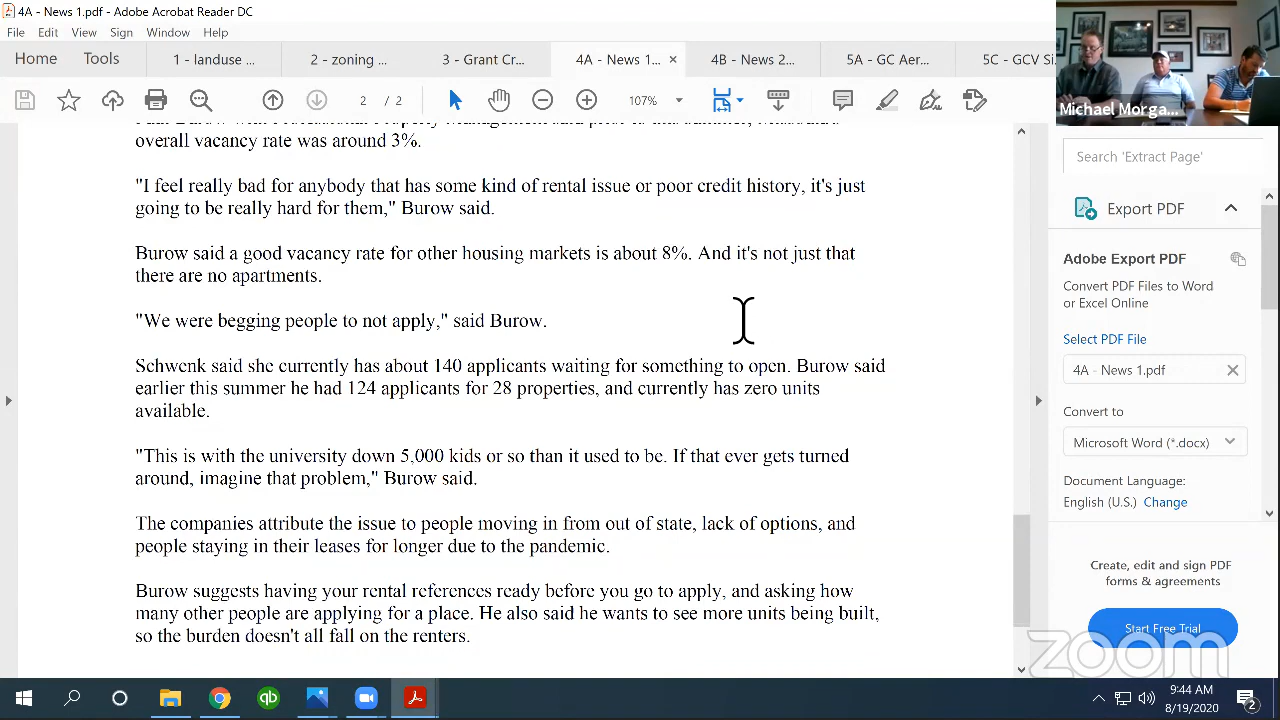 4A - News 1.pdf - Adobe Acrobat Reader DC
File Edit View Sign Window Help
Home Tools 1 - landuse ... 2 - zoning ... 3 - Grant Cr... 4A - News 1... × 4B - News 2... 5A - GC Aer... 5C - GCV Si...
2 / 2 107%
Michael Morga...
overall vacancy rate was around 3%.
"I feel really bad for anybody that has some kind of rental issue or poor credit history, it's just
going to be really hard for them," Burow said.
Burow said a good vacancy rate for other housing markets is about 8%. And it's not just that
there are no apartments.
"We were begging people to not apply," said Burow.
Schwenk said she currently has about 140 applicants waiting for something to open. Burow said
earlier this summer he had 124 applicants for 28 properties, and currently has zero units
available.
"This is with the university down 5,000 kids or so than it used to be. If that ever gets turned
around, imagine that problem," Burow said.
The companies attribute the issue to people moving in from out of state, lack of options, and
people staying in their leases for longer due to the pandemic.
Burow suggests having your rental references ready before you go to apply, and asking how
many other people are applying for a place. He also said he wants to see more units being built,
so the burden doesn't all fall on the renters.
Search 'Extract Page'
Export PDF
Adobe Export PDF
Convert PDF Files to Word
or Excel Online
Select PDF File
4A - News 1.pdf
Convert to
Microsoft Word (*.docx)
Document Language:
English (U.S.) Change
Create, edit and sign PDF
forms & agreements
Start Free Trial
zoom
qb
9:44 AM
8/19/2020
2